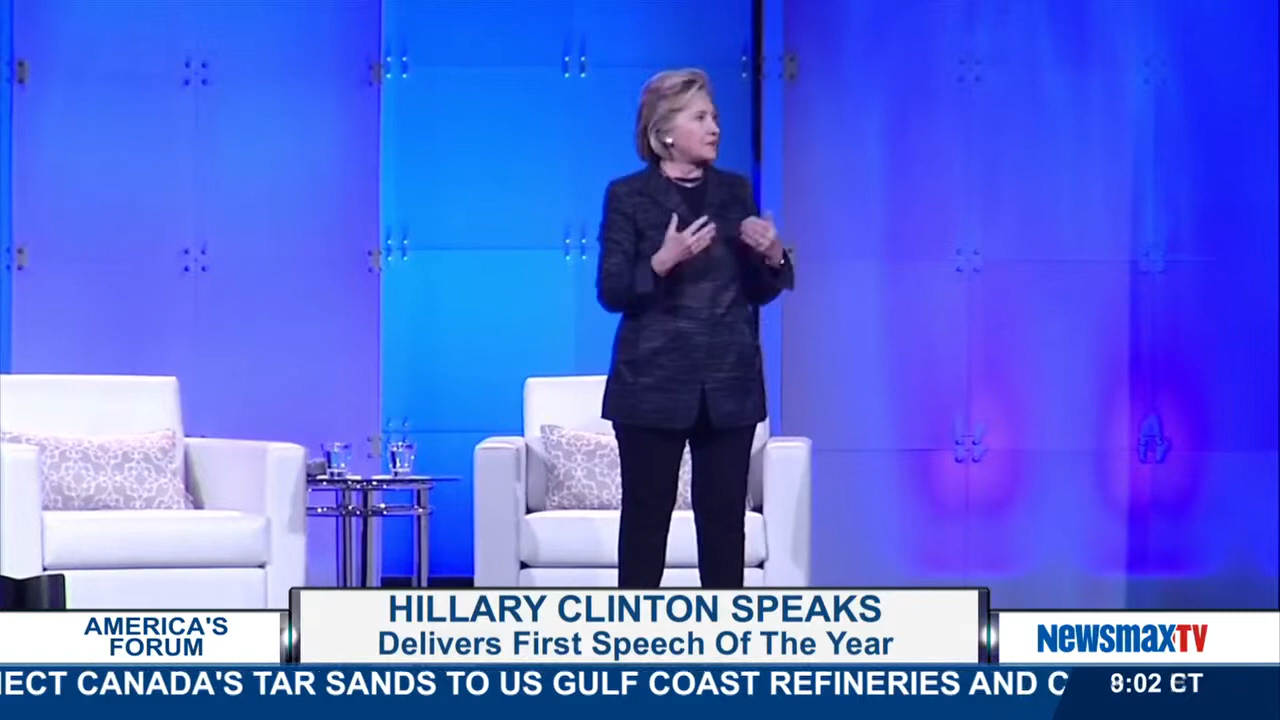 HILLARY CLINTON SPEAKS
Delivers First Speech Of The Year
AMERICA'S
FORUM
NEWSMAXTV
CANADA'S TAR SANDS TO US GULF COAST REFINERIES AND
8:02 ET